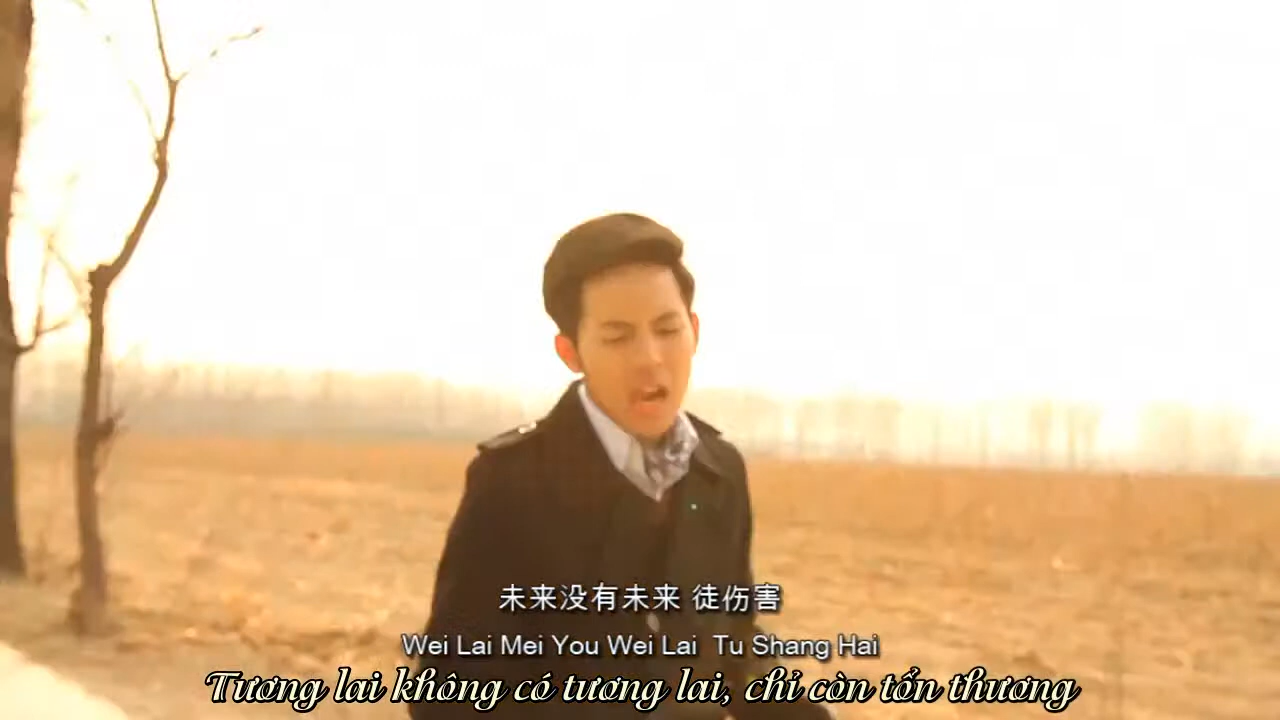 未来没有未来 徒伤害
Wei Lai Mei You Wei Lai  Tu Shang Hai
Tương lai không có tương lai, chỉ còn tổn thương